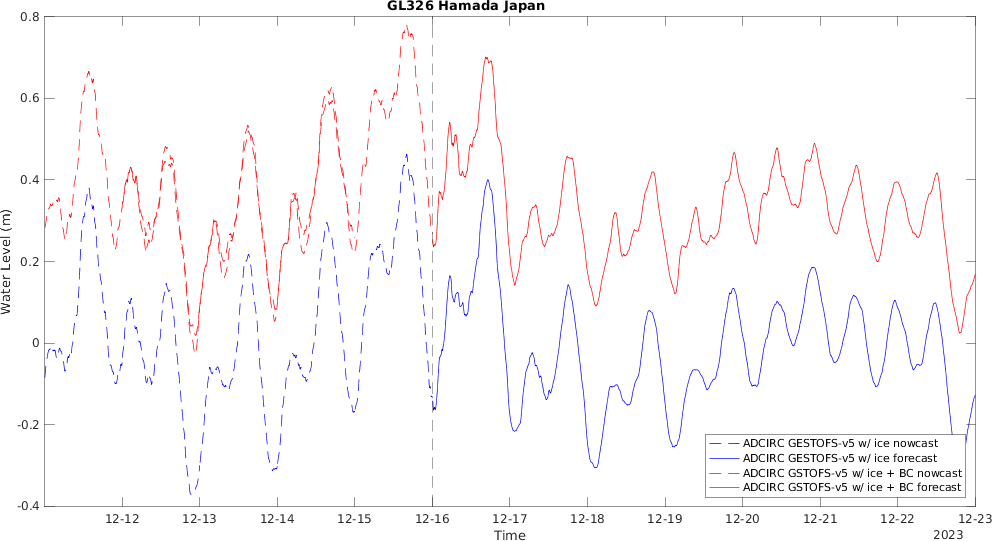 GL326 Hamada Japan
Water Level (m)
0.8
0.6
0.4
0.2
0
-0.2
-0.4
12-12
12-13
12-14
12-15
12-16
12-17
12-18
12-19
12-20
12-21
12-22
12-23
Time
2023
ADCIRC GESTOFS-v5 w/ ice nowcast
ADCIRC GESTOFS-v5 w/ ice forecast
ADCIRC GSTOFS-v5 w/ ice + BC nowcast
ADCIRC GSTOFS-v5 w/ ice + BC forecast